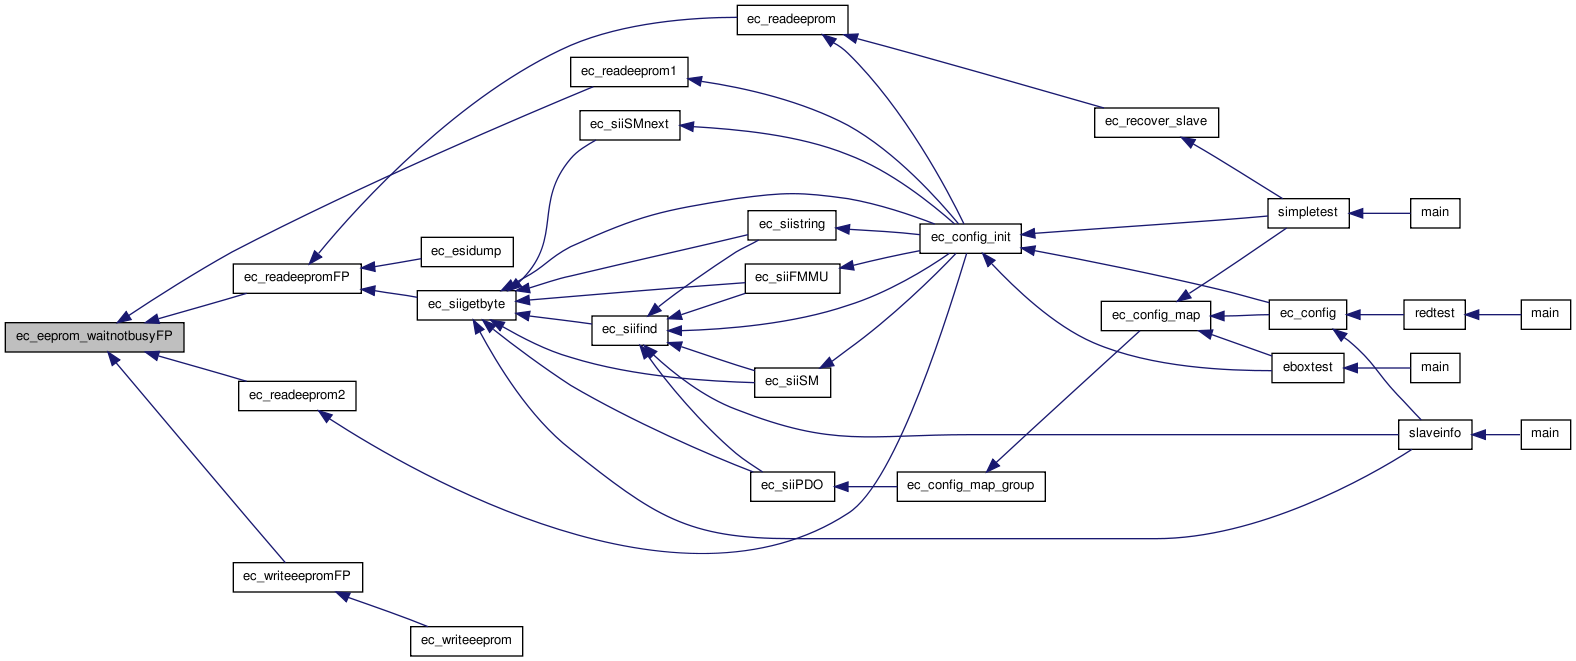 ec_readeeprom
ec_readeeprom1
ec_siiSMnext
ec_recover_slave
simpletest
main
ec_siistring
ec_config_init
ec_esidump
ec_readeepromFP
ec_siiFMMU
ec_siigetbyte
ec_config_map
ec_config
redtest
main
ec_siifind
ec_eeprom_waitnotbusyFP
eboxtest
main
ec_siiSM
ec_readeeprom2
slaveinfo
main
ec_siiPDO
ec_config_map_group
ec_writeeepromFP
ec_writeeeprom